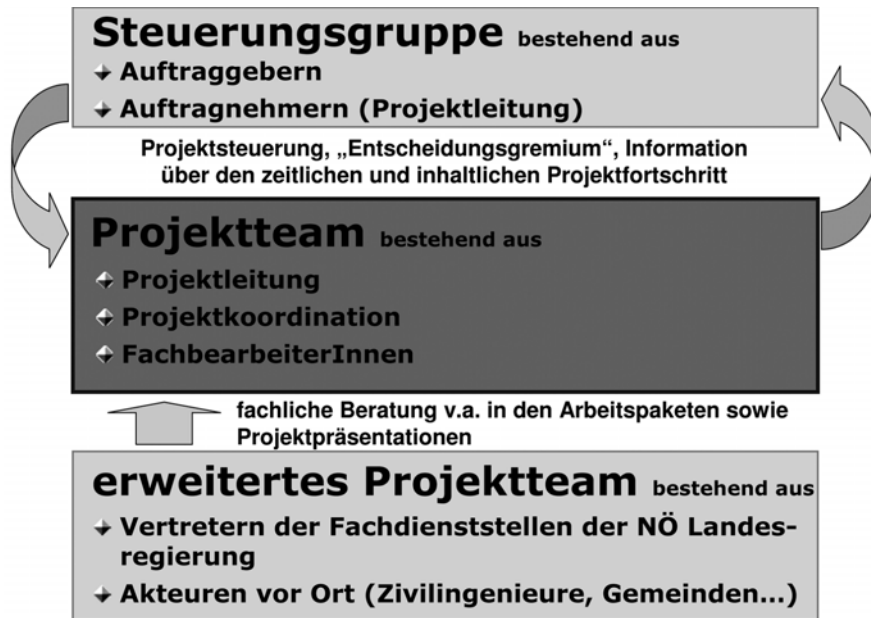 Steuerungsgruppe bestehend aus
Auftraggebern
Auftragnehmern (Projektleitung)
Projektsteuerung, „Entscheidungsgremium“, Information
über den zeitlichen und inhaltlichen Projektfortschritt
Projektteam bestehend aus
Projektleitung
Projektkoordination
FachbearbeiterInnen
fachliche Beratung v.a. in den Arbeitspaketen sowie
Projektpräsentationen
erweitertes Projektteam bestehend aus
Vertretern der Fachdienststellen der NÖ Landes-
regierung
Akteuren vor Ort (Zivilingenieure, Gemeinden...)